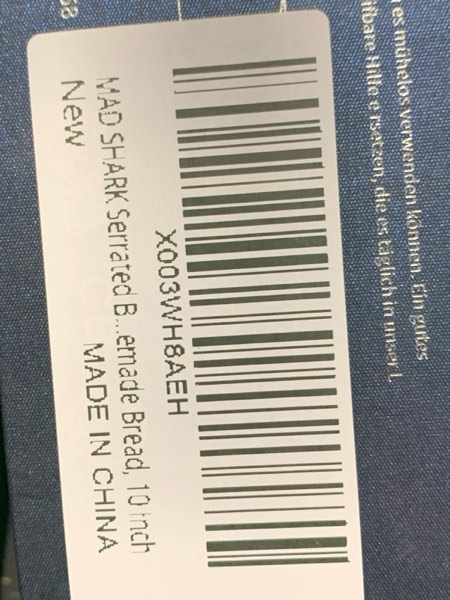 X003WH8AEH
MAD SHARK Serrated B...emade Bread, 10 Inch
New
MADE IN CHINA
es mühelos verwenden können. Ein gutes
tbare Hilfe ersetzen, die es täglich in unser